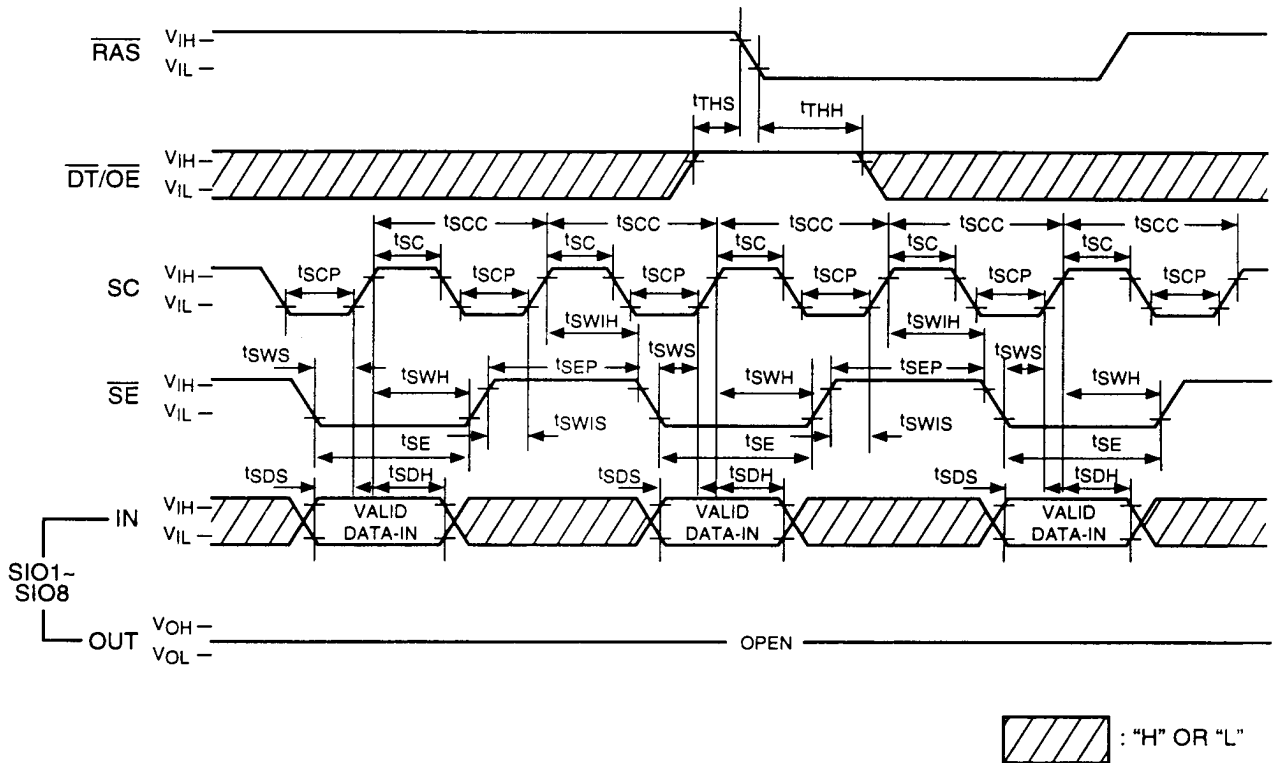 RAS VIH
VIL
tTHS tTHH
DT/OE VIH
VIL
tSCC tSCC tSCC tSCC tSCC
tSC tSC tSC tSC tSC
SC VIH
VIL
tSCP tSCP tSCP tSCP tSCP tSCP
tSWIH tSWIH
tSWS tSWS tSWS
SE VIH
VIL
tSWH tSEP tSWH tSEP tSWH
tSWIS tSWIS
tSE tSE tSE
tSDS tSDH tSDS tSDH tSDS tSDH
IN VIH
VIL
VALID DATA-IN
VALID DATA-IN
VALID DATA-IN
SIO1~
SIO8
OUT VOH
VOL
OPEN
: "H" OR "L"